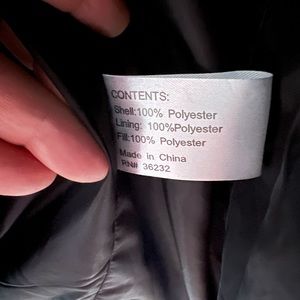 CONTENTS:
Shell:100% Polyester
Lining: 100%Polyester
Fill:100% Polyester
Made in China
RN# 36232